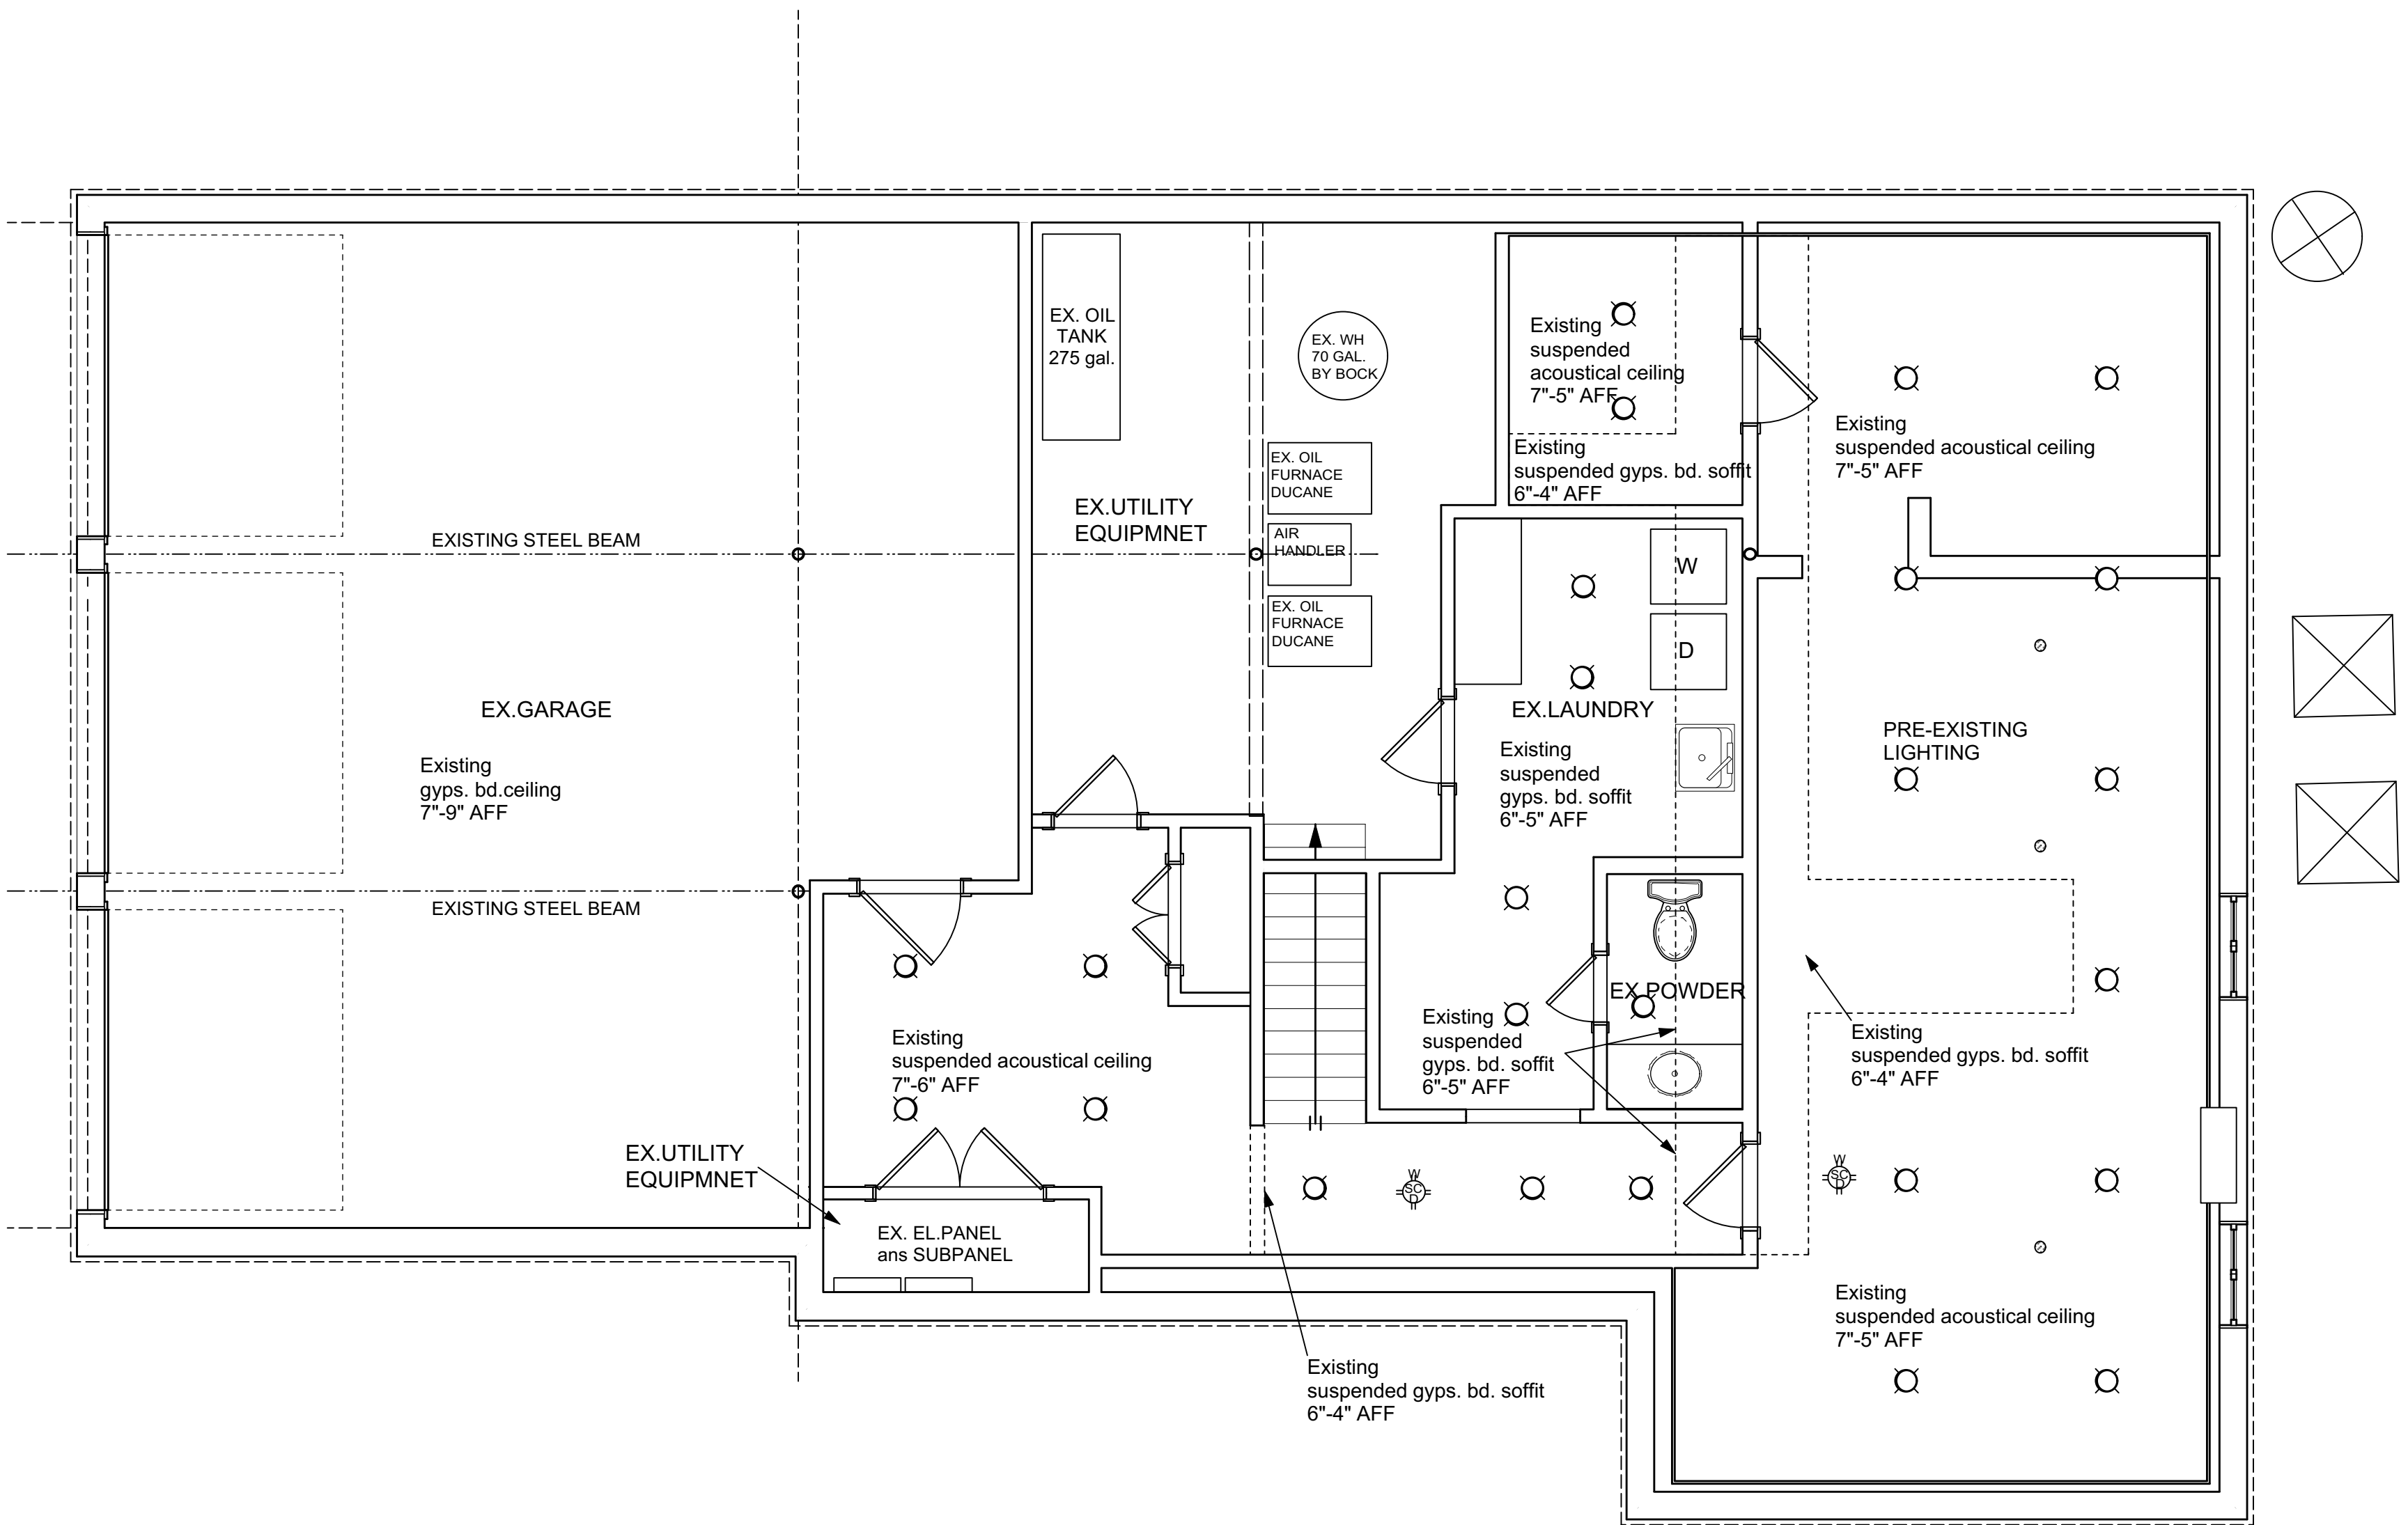 EX. OIL
TANK
275 gal.
EX. WH
70 GAL.
BY BOCK
Existing
suspended
acoustical ceiling
7"-5" AFF
Existing
suspended gyps. bd. soffit
6"-4" AFF
Existing
suspended acoustical ceiling
7"-5" AFF
EX. OIL
FURNACE
DUCANE
EX.UTILITY
EQUIPMNET
AIR
HANDLER
EXISTING STEEL BEAM
W
EX. OIL
FURNACE
DUCANE
D
EX.GARAGE
Existing
gyps. bd.ceiling
7"-9" AFF
EX.LAUNDRY
Existing
suspended
gyps. bd. soffit
6"-5" AFF
PRE-EXISTING
LIGHTING
EXISTING STEEL BEAM
EX.POWDER
Existing
suspended
gyps. bd. soffit
6"-5" AFF
Existing
suspended acoustical ceiling
7"-6" AFF
Existing
suspended gyps. bd. soffit
6"-4" AFF
EX.UTILITY
EQUIPMNET
W
SC
D
W
SC
D
EX. EL.PANEL
ans SUBPANEL
Existing
suspended acoustical ceiling
7"-5" AFF
Existing
suspended gyps. bd. soffit
6"-4" AFF